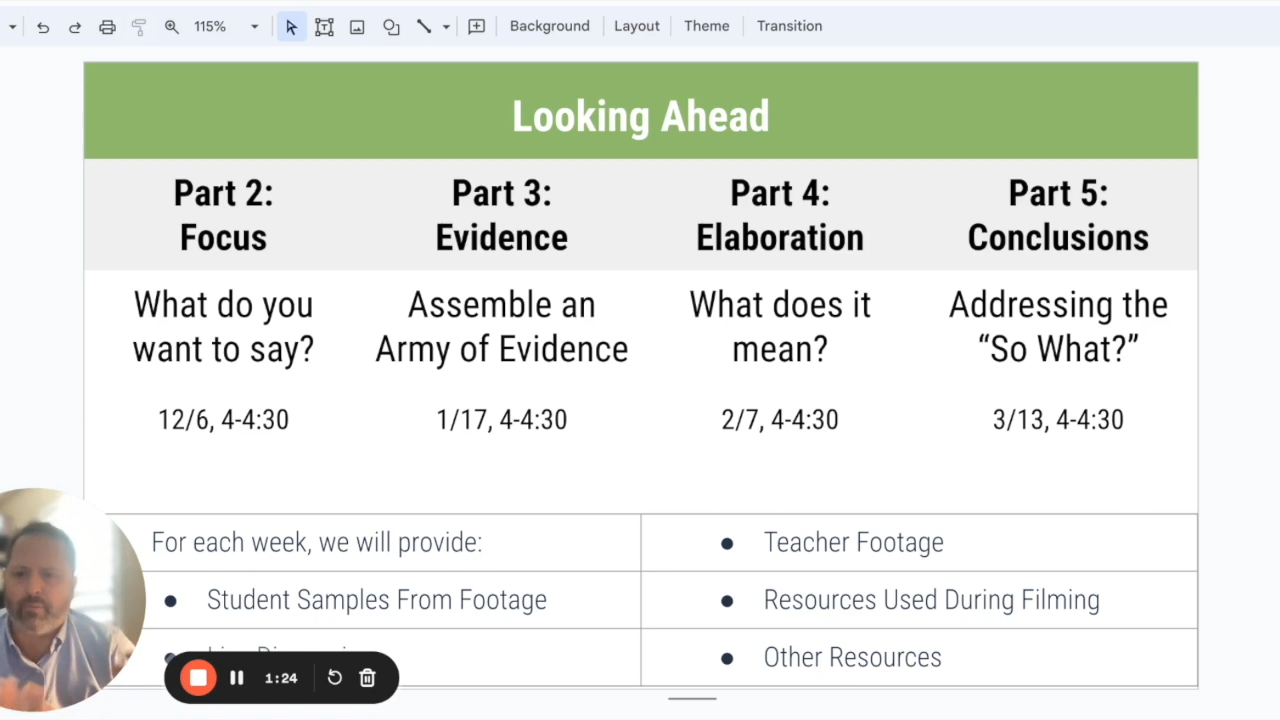 115% Background Layout Theme Transition
Looking Ahead
Part 2:
Focus
Part 3:
Evidence
Part 4:
Elaboration
Part 5:
Conclusions
What do you
want to say?
Assemble an
Army of Evidence
What does it
mean?
Addressing the
“So What?”
12/6, 4-4:30
1/17, 4-4:30
2/7, 4-4:30
3/13, 4-4:30
For each week, we will provide:
● Teacher Footage
● Student Samples From Footage
● Resources Used During Filming
● Other Resources
1:24